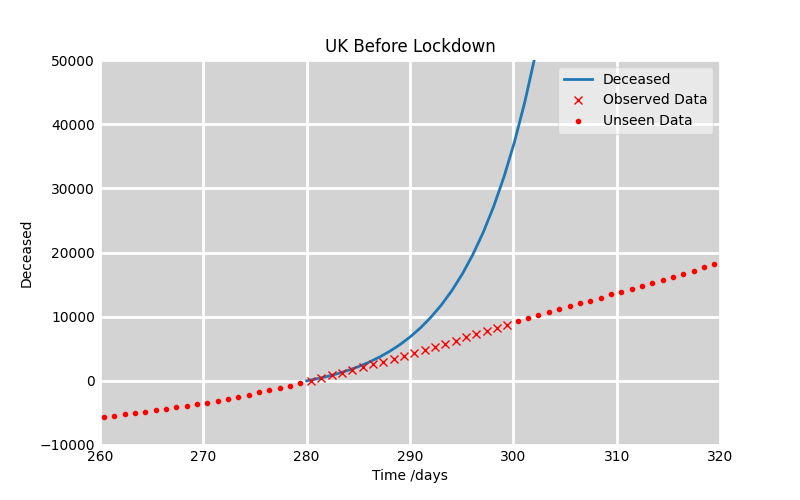 UK Before Lockdown
50000
40000
30000
20000
10000
0
−10000
260
270
280
290
300
310
320
Time /days
Deceased
Deceased
Observed Data
Unseen Data